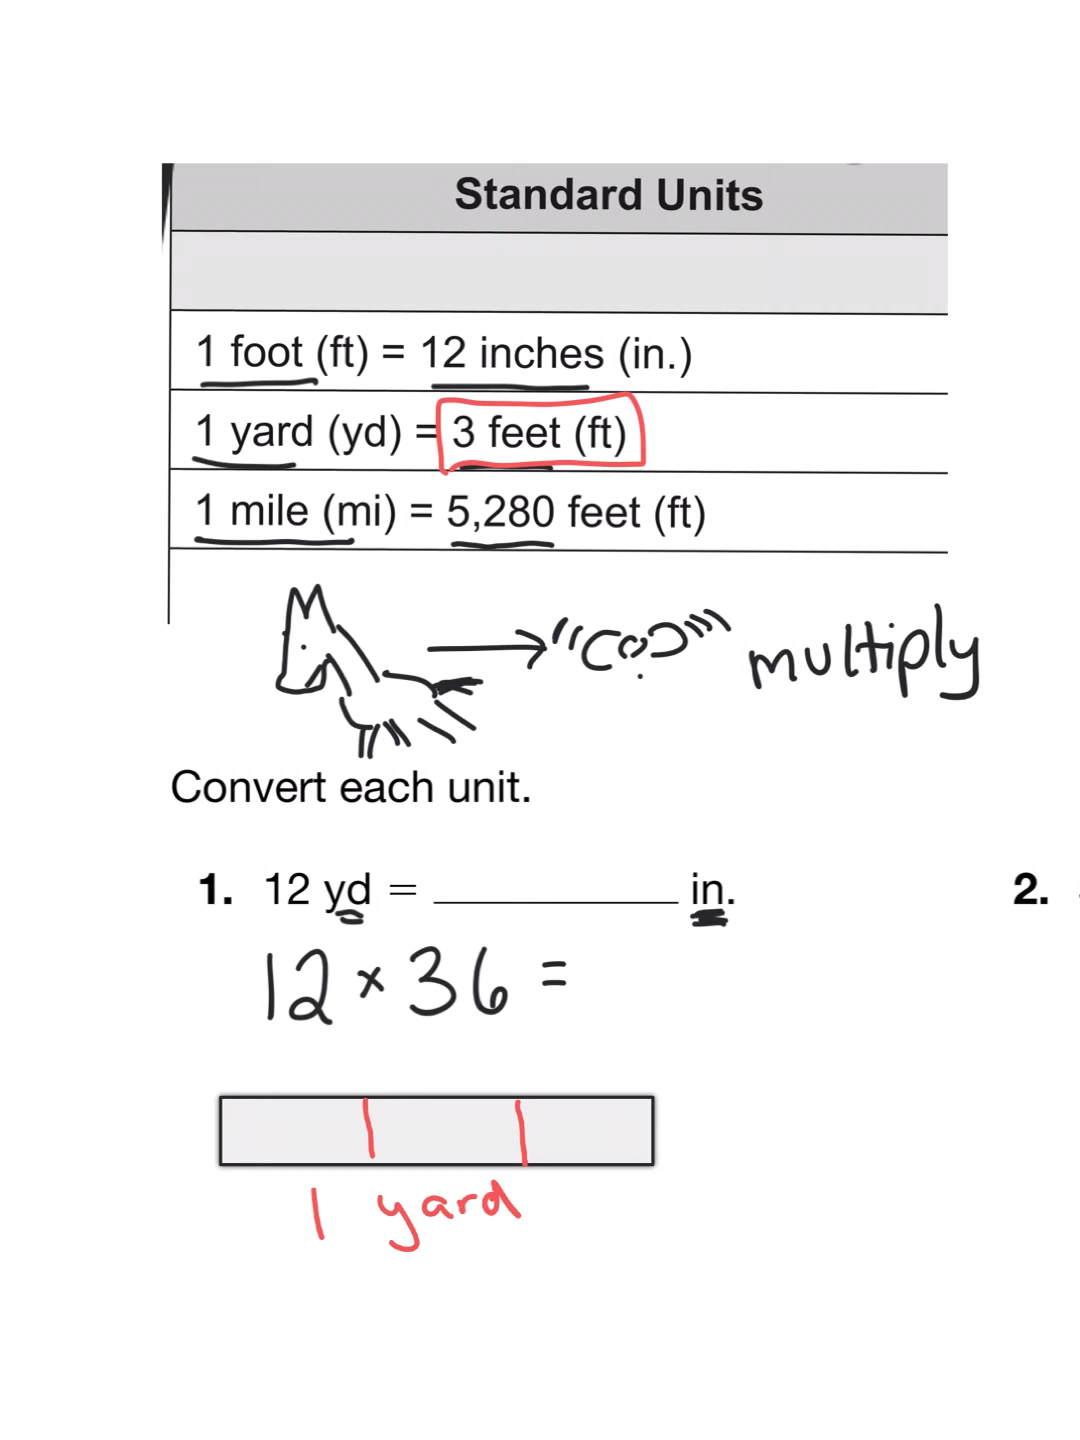 Standard Units
1 foot (ft) = 12 inches (in.)
1 yard (yd) = 3 feet (ft)
1 mile (mi) = 5,280 feet (ft)
multiply
Convert each unit.
1. 12 yd = __________ in.
2.
12 × 36 =
1 yard